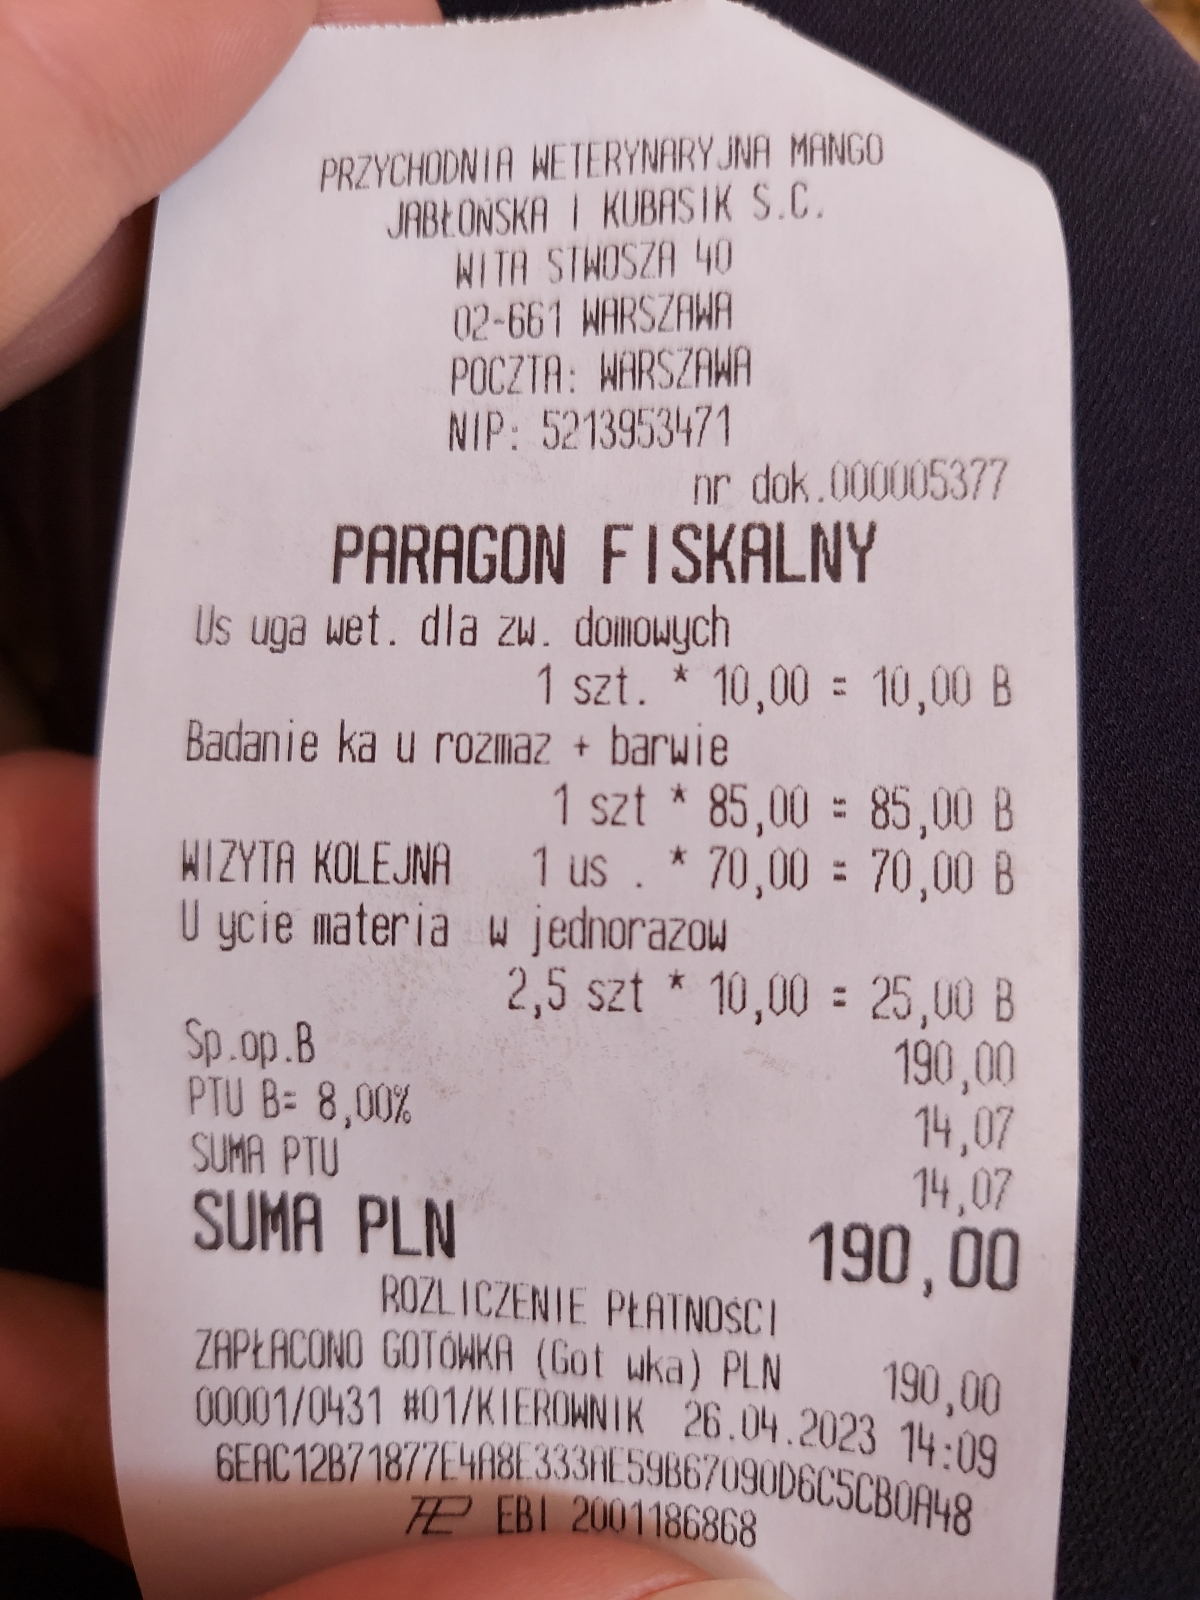 PRZYCHODNIA WETERYNARYJNA MANGO
JABŁOŃSKA I KUBASIK S.C.
WITA STWOSZA 40
02-661 WARSZAWA
POCZTA: WARSZAWA
NIP: 5213953471
nr dok.000005377
PARAGON FISKALNY
Us uga wet. dla zw. domowych
1 szt. * 10,00 = 10,00 B
Badanie ka u rozmaz + barwie
1 szt * 85,00 = 85,00 B
WIZYTA KOLEJNA 1 us . * 70,00 = 70,00 B
U ycie materia w jednorazow
2,5 szt * 10,00 = 25,00 B
Sp.op.B 190,00
PTU B= 8,00% 14,07
SUMA PTU 14,07
SUMA PLN 190,00
ROZLICZENIE PŁATNOŚCI
ZAPŁACONO GOTÓWKA (Got wka) PLN 190,00
00001/0431 #01/KIEROWNIK 26.04.2023 14:09
6EAC12B71877E4A8E333AE59B67090D6C5CB0A48
EBI 2001186868